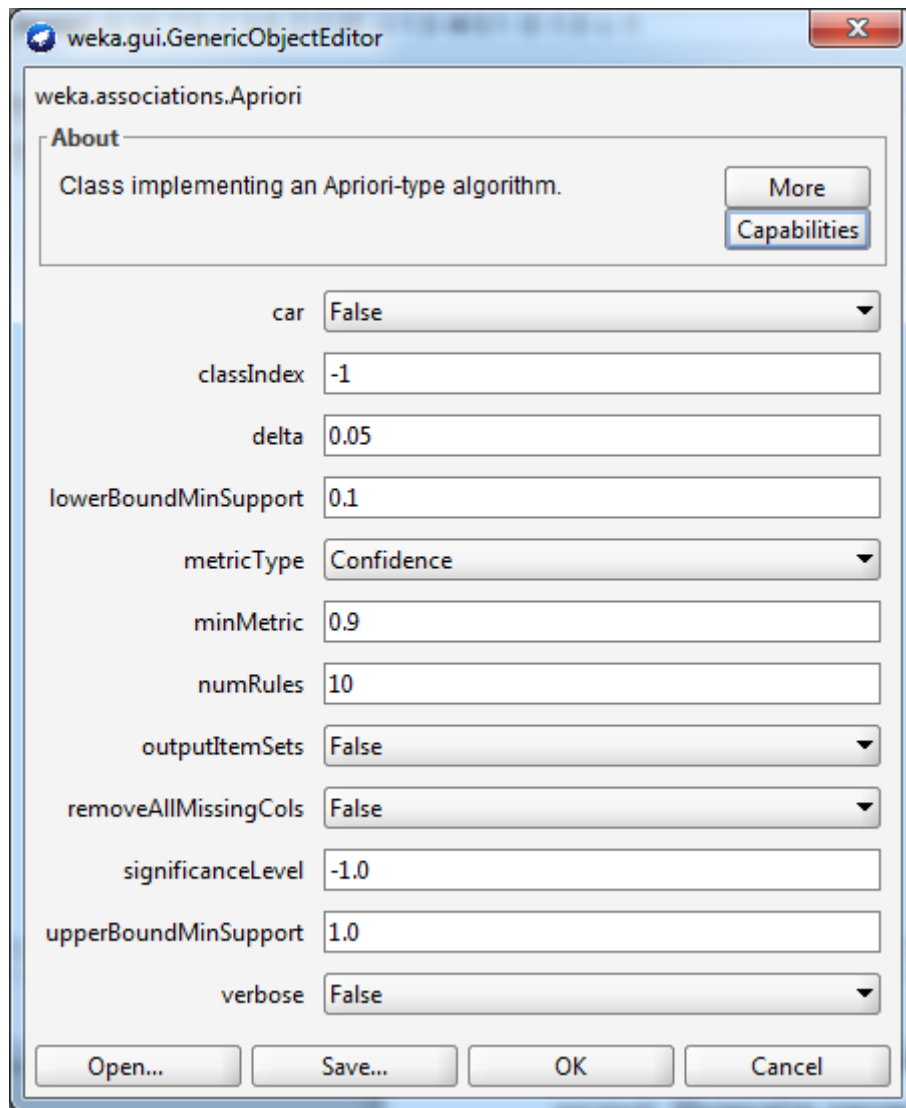 weka.gui.GenericObjectEditor
weka.associations.Apriori
About
Class implementing an Apriori-type algorithm.
More
Capabilities
car False
classIndex -1
delta 0.05
lowerBoundMinSupport 0.1
metricType Confidence
minMetric 0.9
numRules 10
outputItemSets False
removeAllMissingCols False
significanceLevel -1.0
upperBoundMinSupport 1.0
verbose False
Open... Save... OK Cancel